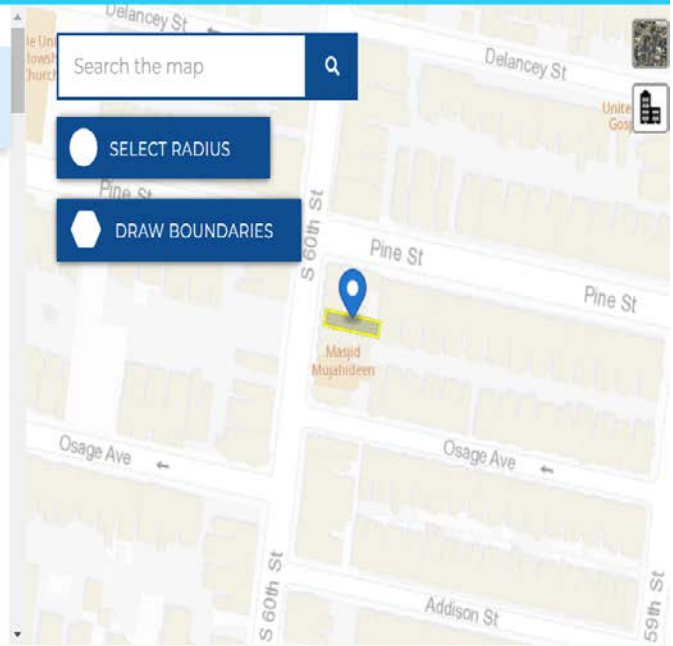 Delancey St
Search the map
Delancey St
SELECT RADIUS
Pine St
DRAW BOUNDARIES
S 60th St
Pine St
Pine St
Masjid
Mujahideen
Osage Ave
Osage Ave
S 60th St
Addison St
59th St